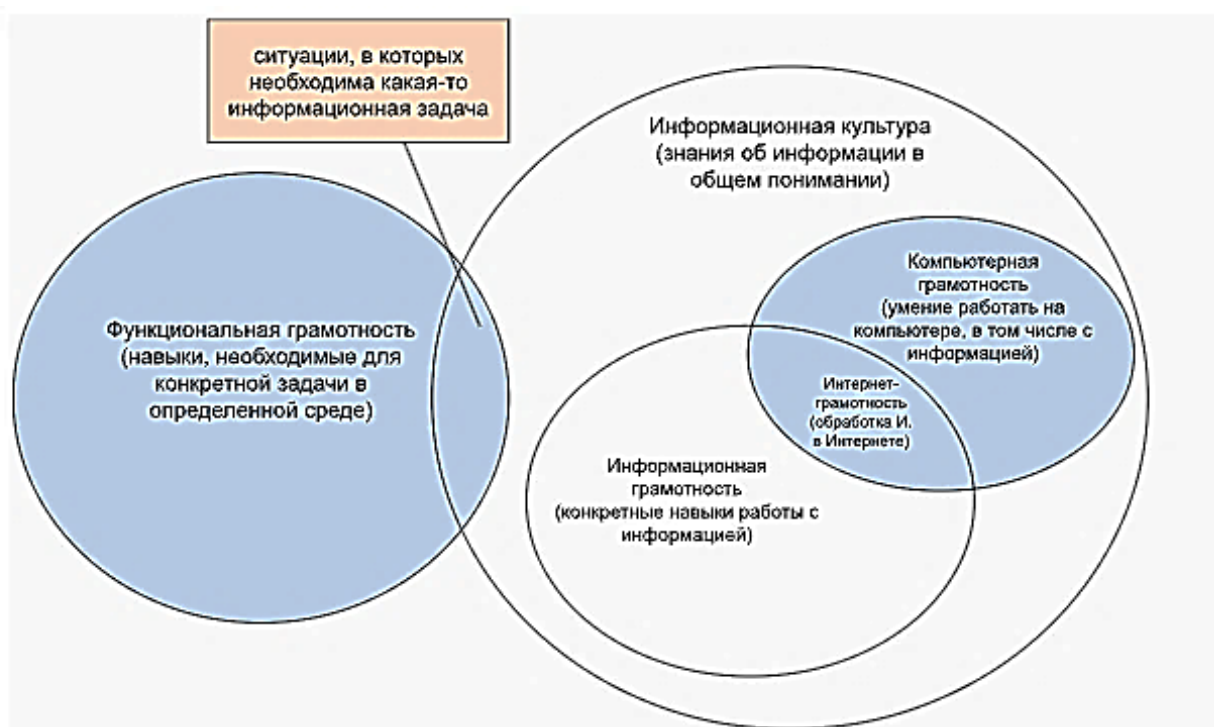 ситуации, в которых
необходима какая-то
информационная задача
Информационная культура
(знания об информации в
общем понимании)
Компьютерная
грамотность
(умение работать на
компьютере, в том числе с
информацией)
Функциональная грамотность
(навыки, необходимые для
конкретной задачи в
определенной среде)
Интернет-
грамотность
(обработка И.
в Интернете)
Информационная
грамотность
(конкретные навыки работы с
информацией)